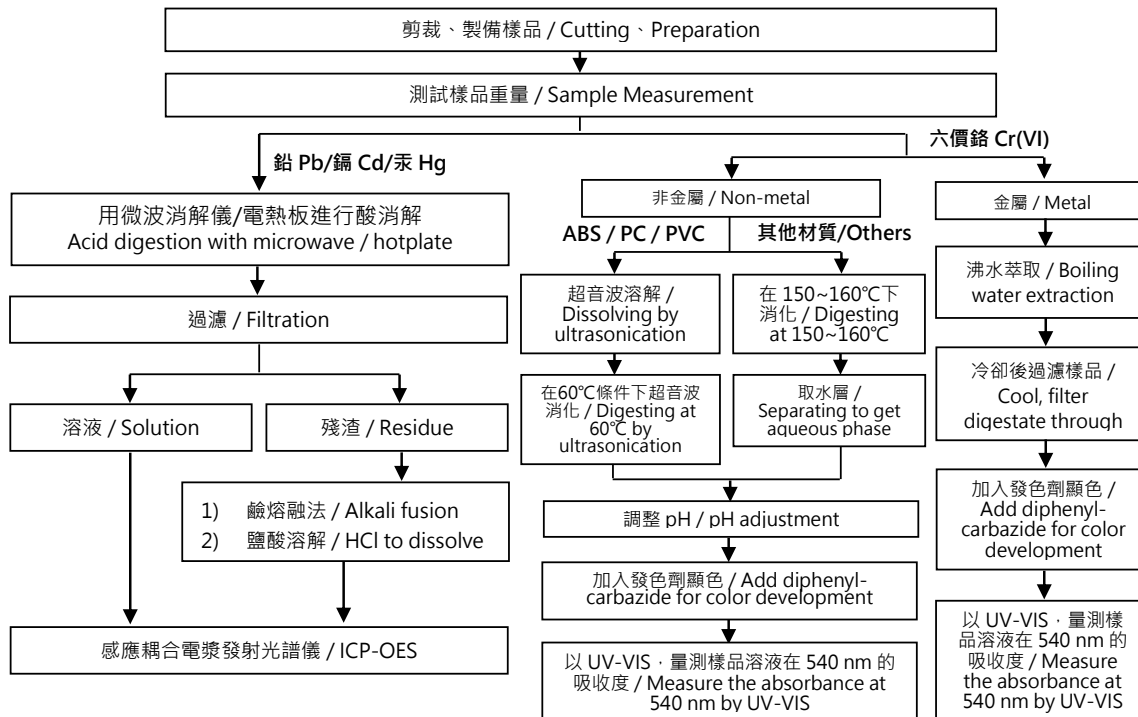 剪裁、製備樣品 / Cutting、Preparation
測試樣品重量 / Sample Measurement
鉛 Pb/鎘 Cd/汞 Hg
六價鉻 Cr(VI)
用微波消解儀/電熱板進行酸消解
Acid digestion with microwave / hotplate
過濾 / Filtration
溶液 / Solution
殘渣 / Residue
1) 鹼熔融法 / Alkali fusion
2) 鹽酸溶解 / HCl to dissolve
感應耦合電漿發射光譜儀 / ICP-OES
非金屬 / Non-metal
ABS / PC / PVC
其他材質/Others
超音波溶解 /
Dissolving by
ultrasonication
在 150~160℃下
消化 / Digesting
at 150~160℃
在60℃條件下超音波
消化 / Digesting at
60℃ by
ultrasonication
取水層 /
Separating to get
aqueous phase
調整 pH / pH adjustment
加入發色劑顯色 / Add diphenyl-
carbazide for color development
以 UV-VIS，量測樣品溶液在 540 nm 的
吸收度 / Measure the absorbance at
540 nm by UV-VIS
金屬 / Metal
沸水萃取 / Boiling
water extraction
冷卻後過濾樣品 /
Cool, filter
digestate through
加入發色劑顯色 /
Add diphenyl-
carbazide for color
development
以 UV-VIS，量測樣
品溶液在 540 nm 的
吸收度 / Measure
the absorbance at
540 nm by UV-VIS